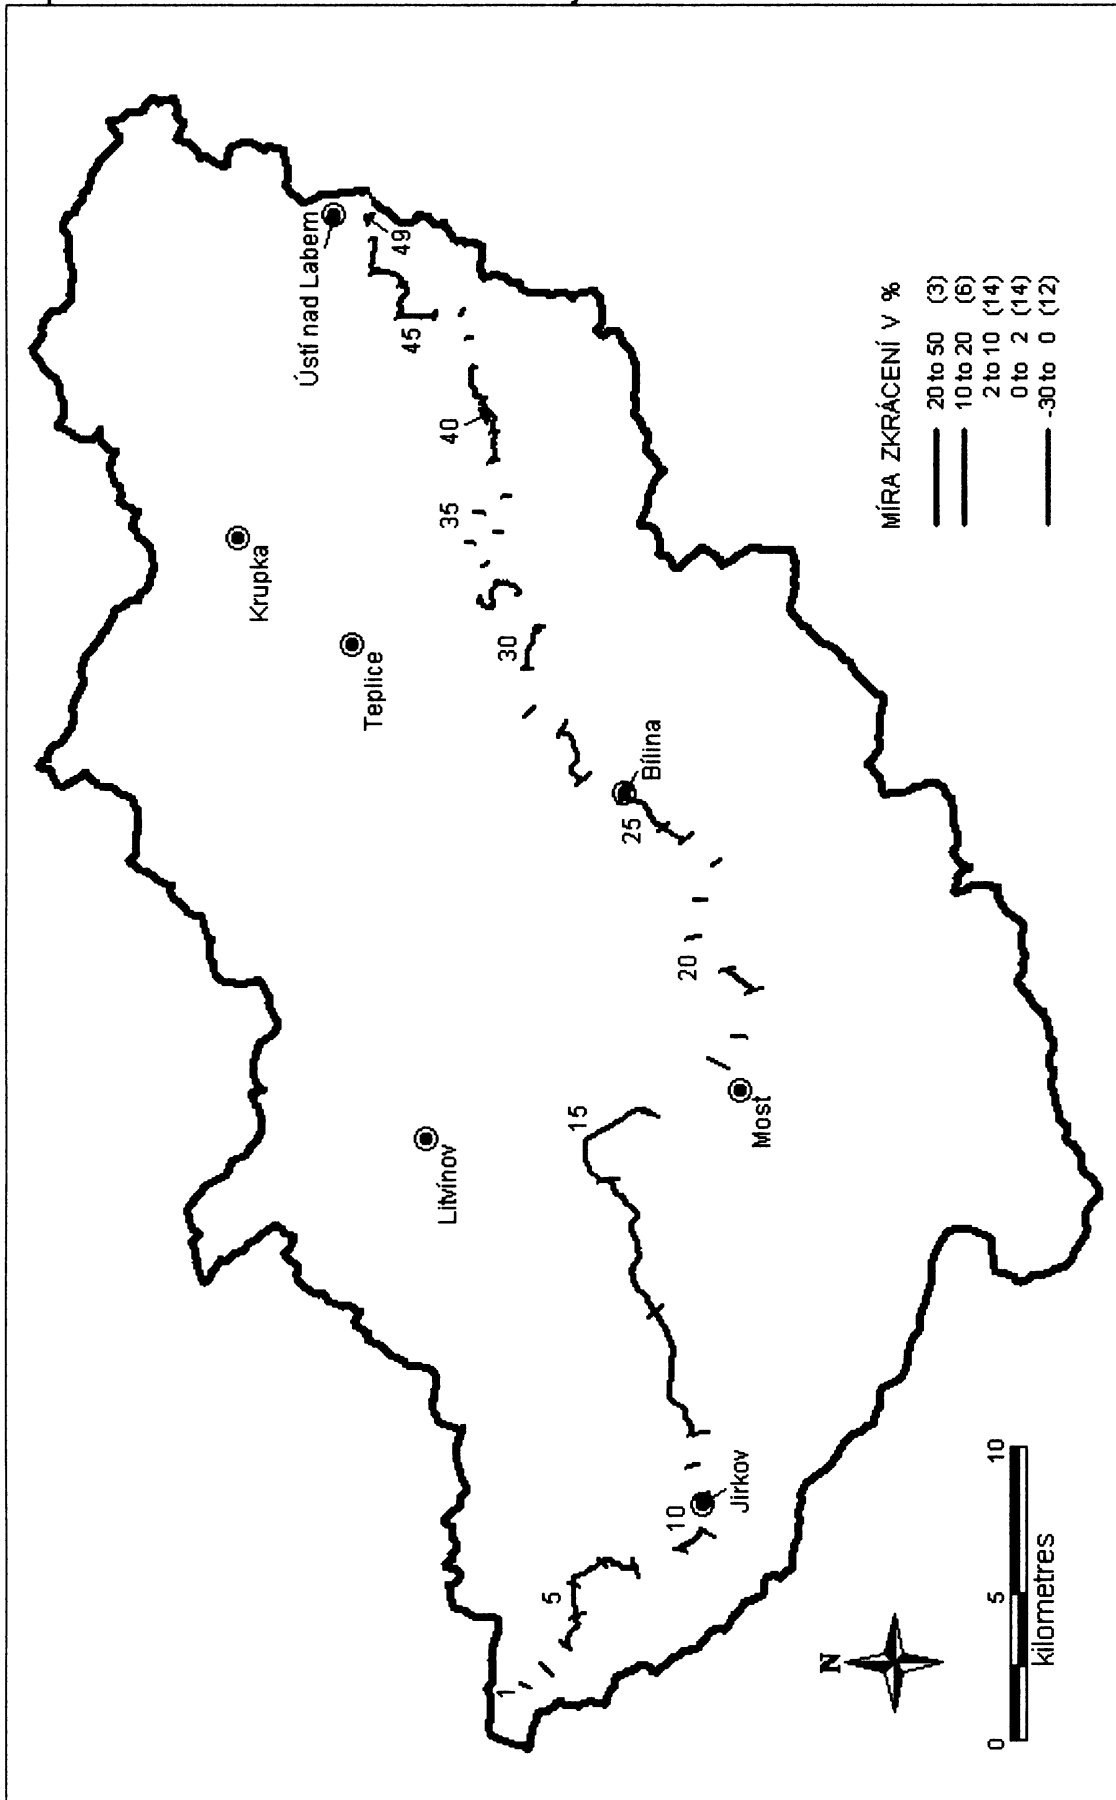 Ústí nad Labem
49
45
40
Krupka
35
Teplice
30
Bílina
25
20
Litvínov
15
Most
10
Jirkov
5
1
N
0 5 10
kilometres
MÍRA ZKRÁCENÍ V %
20 to 50 (3)
10 to 20 (6)
2 to 10 (14)
0 to 2 (14)
-30 to 0 (12)